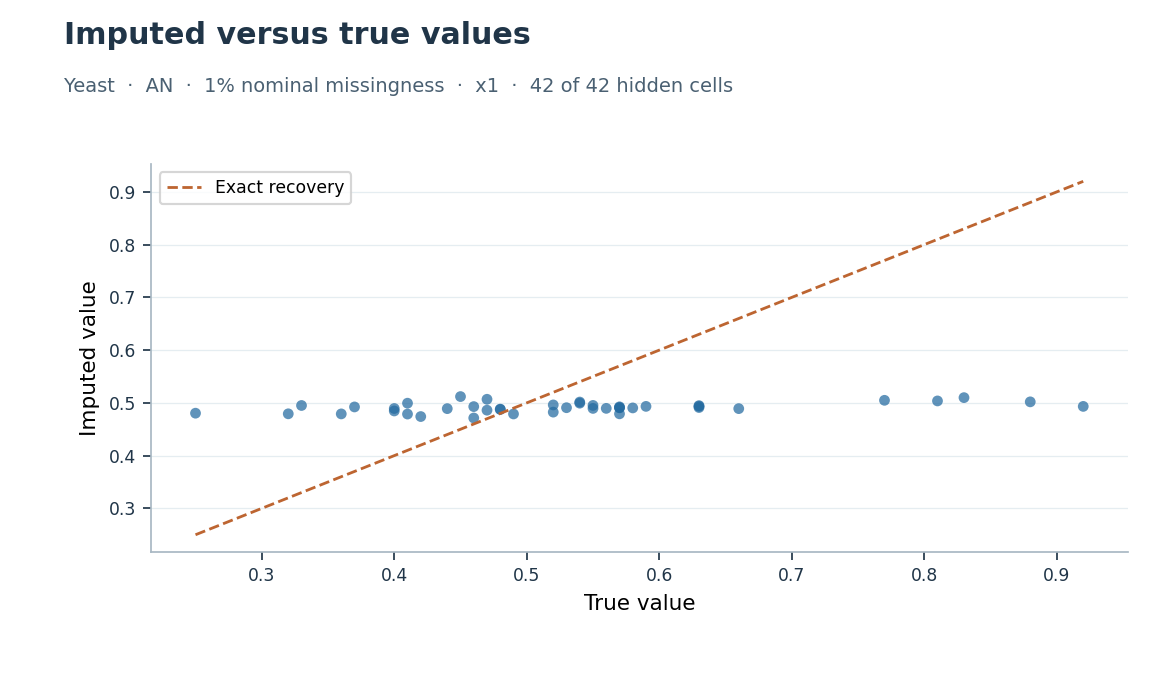 Imputed versus true values
Yeast · AN · 1% nominal missingness · x1 · 42 of 42 hidden cells
Exact recovery
0.9
0.8
0.7
0.6
0.5
0.4
0.3
Imputed value
0.3 0.4 0.5 0.6 0.7 0.8 0.9
True value